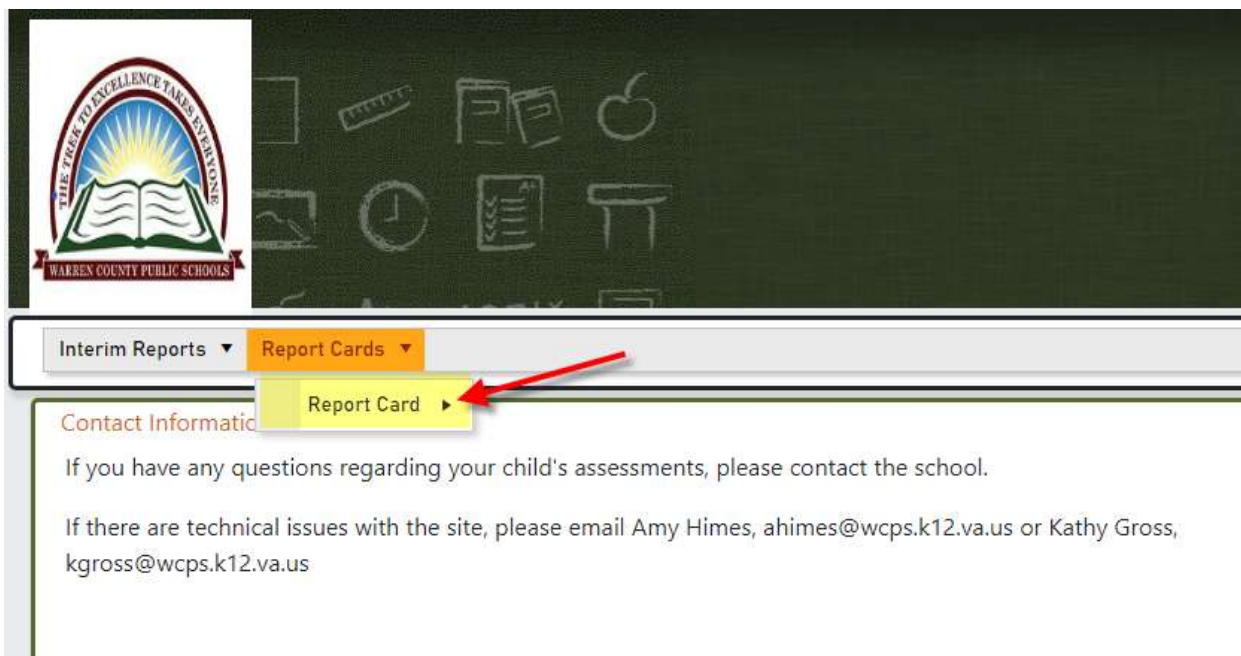 THE TREK TO EXCELLENCE TAKES EVERYONE
WARREN COUNTY PUBLIC SCHOOLS
A+
Interim Reports ▼ Report Cards ▼
Report Card ▶
Contact Informatio
If you have any questions regarding your child's assessments, please contact the school.
If there are technical issues with the site, please email Amy Himes, ahimes@wcps.k12.va.us or Kathy Gross,
kgross@wcps.k12.va.us